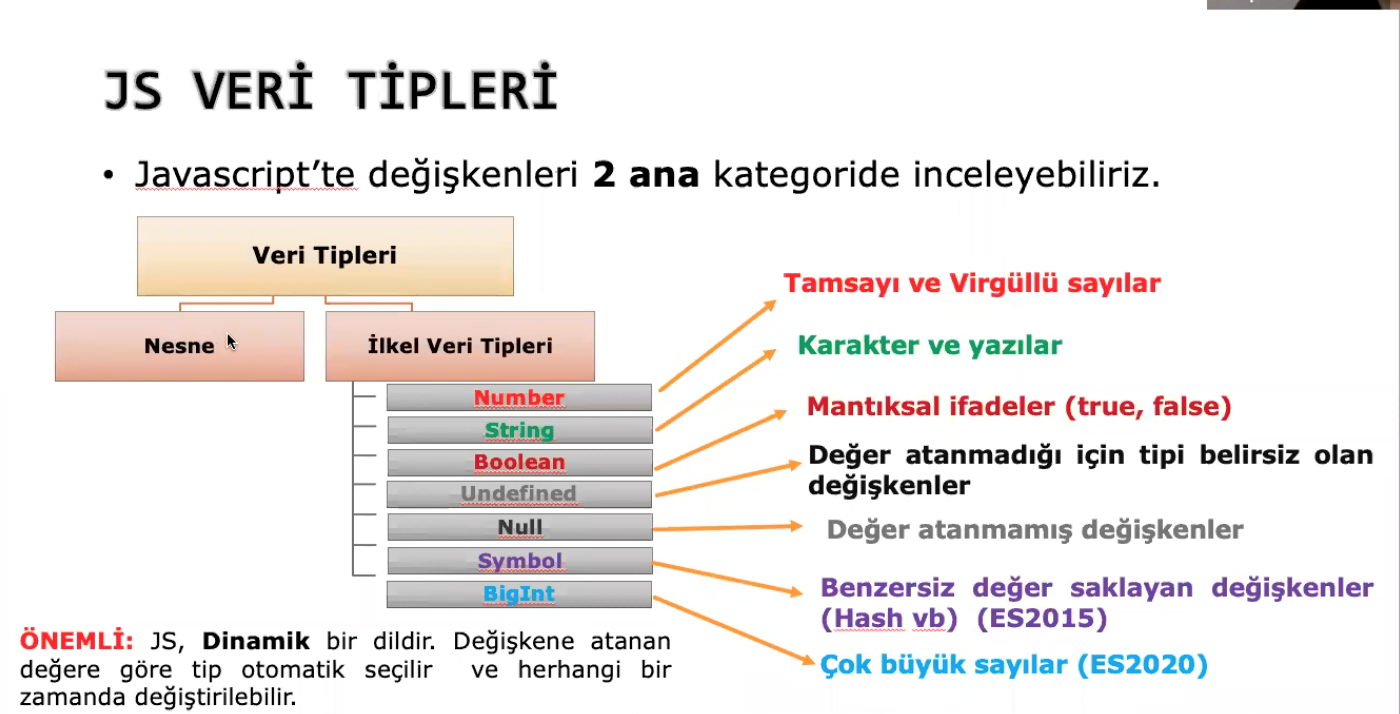 JS VERİ TİPLERİ
• Javascript'te değişkenleri 2 ana kategoride inceleyebiliriz.
Veri Tipleri
Nesne
İlkel Veri Tipleri
Number
String
Boolean
Undefined
Null
Symbol
BigInt
Tamsayı ve Virgüllü sayılar
Karakter ve yazılar
Mantıksal ifadeler (true, false)
Değer atanmadığı için tipi belirsiz olan
değişkenler
Değer atanmamış değişkenler
Benzersiz değer saklayan değişkenler
(Hash vb) (ES2015)
Çok büyük sayılar (ES2020)
ÖNEMLİ: JS, Dinamik bir dildir. Değişkene atanan
değere göre tip otomatik seçilir ve herhangi bir
zamanda değiştirilebilir.